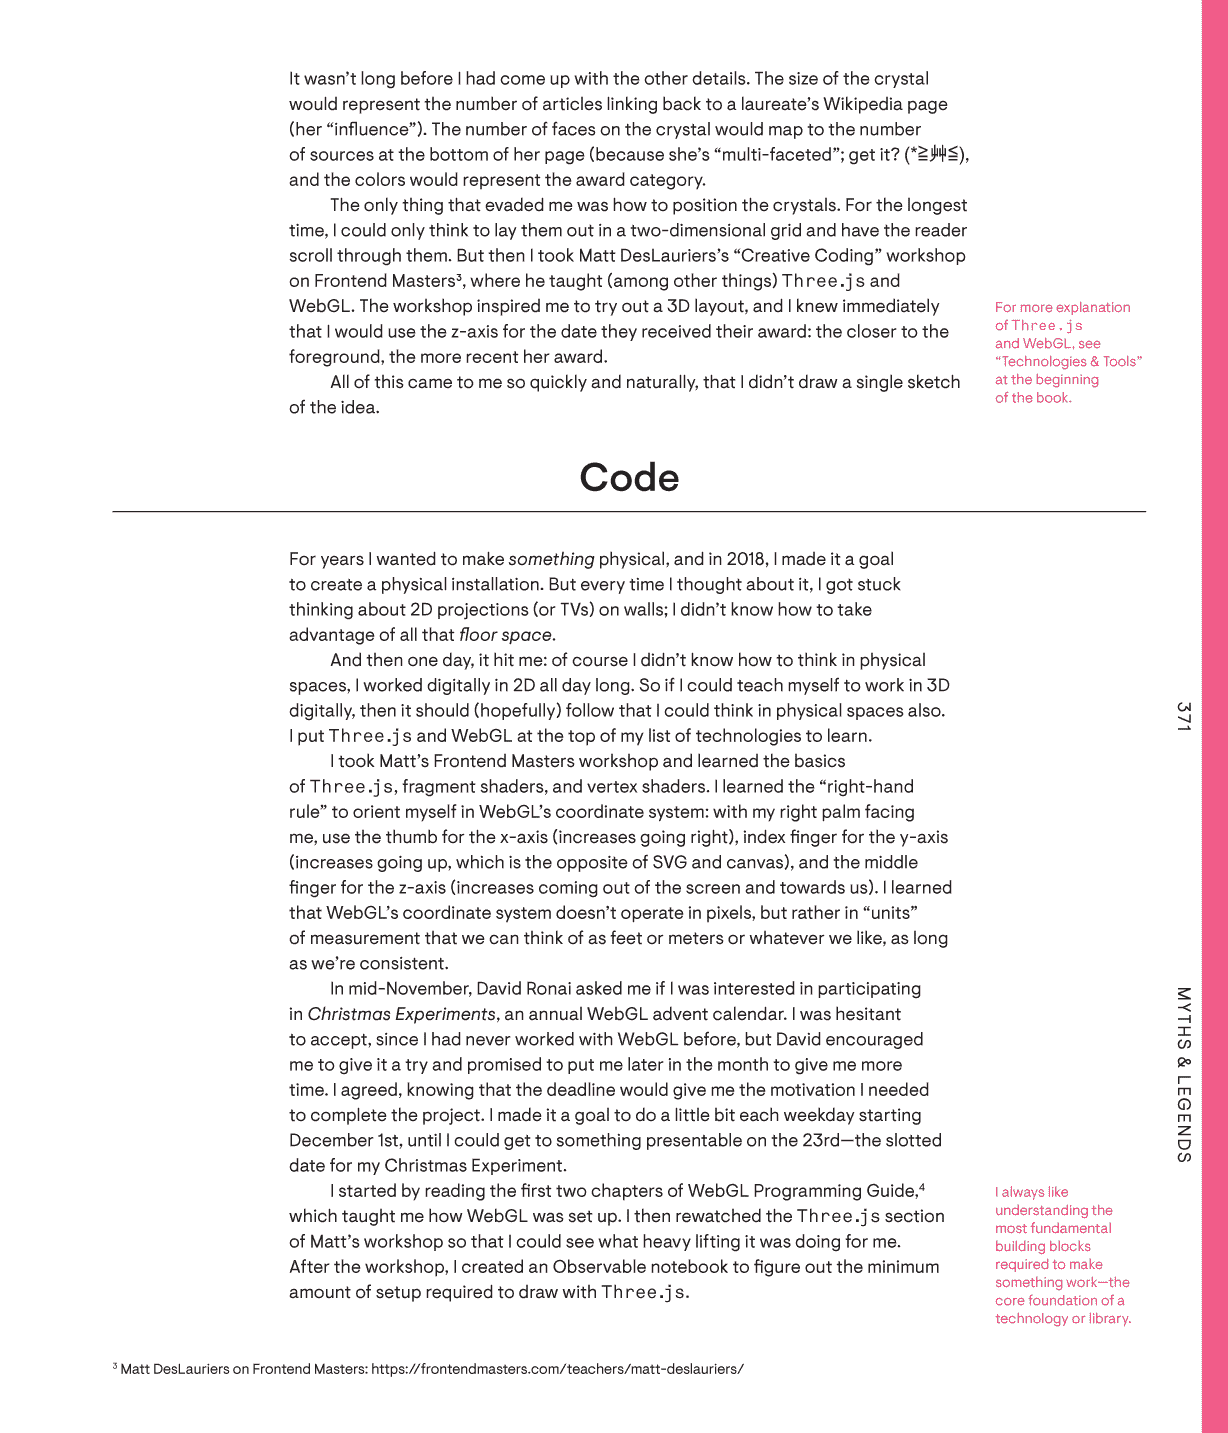 It wasn’t long before I had come up with the other details. The size of the crystal
would represent the number of articles linking back to a laureate’s Wikipedia page
(her “influence”). The number of faces on the crystal would map to the number
of sources at the bottom of her page (because she’s “multi-faceted”; get it? (*≧艸≦),
and the colors would represent the award category.
The only thing that evaded me was how to position the crystals. For the longest
time, I could only think to lay them out in a two-dimensional grid and have the reader
scroll through them. But then I took Matt DesLauriers’s “Creative Coding” workshop
on Frontend Masters³, where he taught (among other things) Three.js and
WebGL. The workshop inspired me to try out a 3D layout, and I knew immediately
that I would use the z-axis for the date they received their award: the closer to the
foreground, the more recent her award.
All of this came to me so quickly and naturally, that I didn’t draw a single sketch
of the idea.
For more explanation
of Three.js
and WebGL, see
“Technologies & Tools”
at the beginning
of the book.
Code
For years I wanted to make something physical, and in 2018, I made it a goal
to create a physical installation. But every time I thought about it, I got stuck
thinking about 2D projections (or TVs) on walls; I didn’t know how to take
advantage of all that floor space.
And then one day, it hit me: of course I didn’t know how to think in physical
spaces, I worked digitally in 2D all day long. So if I could teach myself to work in 3D
digitally, then it should (hopefully) follow that I could think in physical spaces also.
I put Three.js and WebGL at the top of my list of technologies to learn.
I took Matt’s Frontend Masters workshop and learned the basics
of Three.js, fragment shaders, and vertex shaders. I learned the “right-hand
rule” to orient myself in WebGL’s coordinate system: with my right palm facing
me, use the thumb for the x-axis (increases going right), index finger for the y-axis
(increases going up, which is the opposite of SVG and canvas), and the middle
finger for the z-axis (increases coming out of the screen and towards us). I learned
that WebGL’s coordinate system doesn’t operate in pixels, but rather in “units”
of measurement that we can think of as feet or meters or whatever we like, as long
as we’re consistent.
In mid-November, David Ronai asked me if I was interested in participating
in Christmas Experiments, an annual WebGL advent calendar. I was hesitant
to accept, since I had never worked with WebGL before, but David encouraged
me to give it a try and promised to put me later in the month to give me more
time. I agreed, knowing that the deadline would give me the motivation I needed
to complete the project. I made it a goal to do a little bit each weekday starting
December 1st, until I could get to something presentable on the 23rd—the slotted
date for my Christmas Experiment.
I started by reading the first two chapters of WebGL Programming Guide,⁴
which taught me how WebGL was set up. I then rewatched the Three.js section
of Matt’s workshop so that I could see what heavy lifting it was doing for me.
After the workshop, I created an Observable notebook to figure out the minimum
amount of setup required to draw with Three.js.
I always like
understanding the
most fundamental
building blocks
required to make
something work—the
core foundation of a
technology or library.
³ Matt DesLauriers on Frontend Masters: https://frontendmasters.com/teachers/matt-deslauriers/
371
MYTHS & LEGENDS